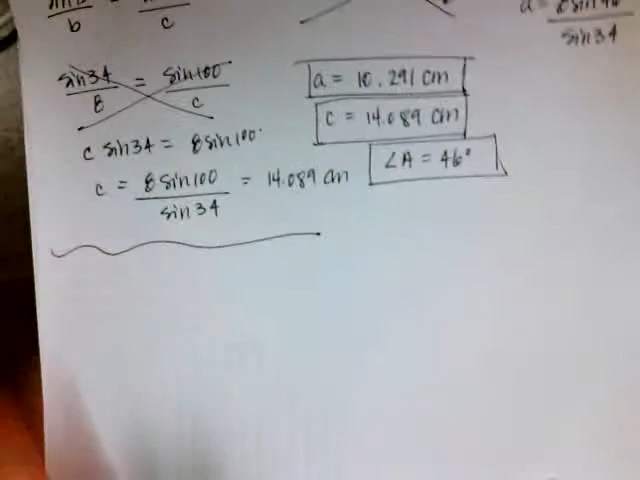 b
c
sin34
sin34/8 = sin100/c
c sin34 = 8sin100°
c = 8sin100/sin34 = 14.089 cm
a = 10.291 cm
c = 14.089 cm
∠A = 46°